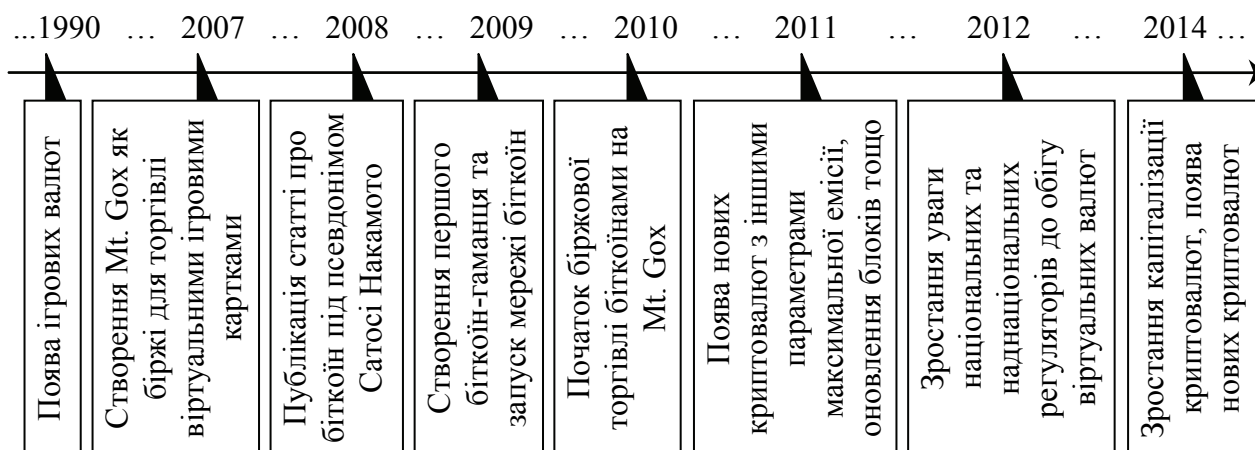 ...1990 … 2007 … 2008 … 2009 … 2010 … 2011 … 2012 … 2014 …
Поява ігрових валют
Створення Mt. Gox як
біржі для торгівлі
віртуальними ігровими
картками
Публікація статті про
біткоїн під псевдонімом
Сатосі Накамото
Створення першого
біткоїн-гаманця та
запуск мережі біткоїн
Початок біржової
торгівлі біткоїнами на
Mt. Gox
Поява нових
криптовалют з іншими
параметрами
максимальної емісії,
оновлення блоків тощо
Зростання уваги
національних та
наднаціональних
регуляторів до обігу
віртуальних валют
Зростання капіталізації
криптовалют, поява
нових криптовалют